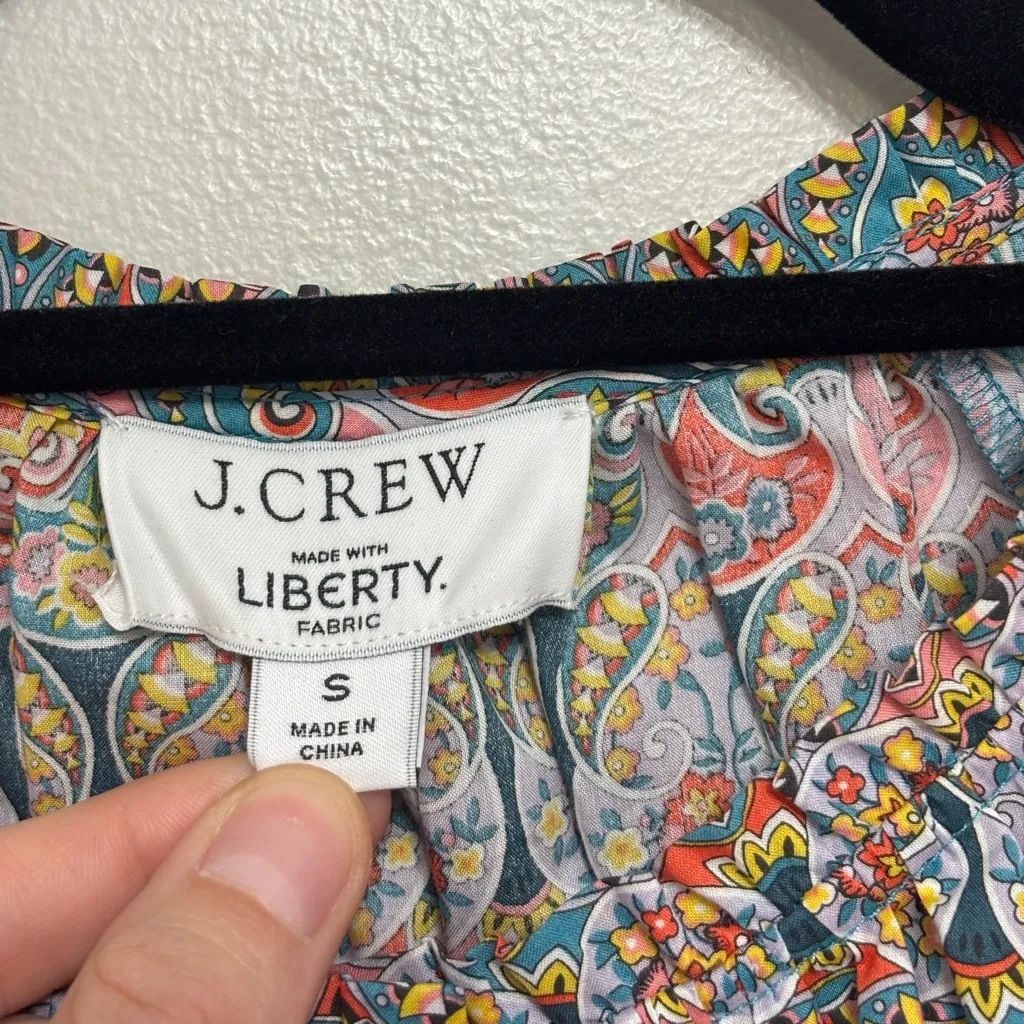 J.CREW
MADE WITH
LIBERTY.
FABRIC
S
MADE IN
CHINA